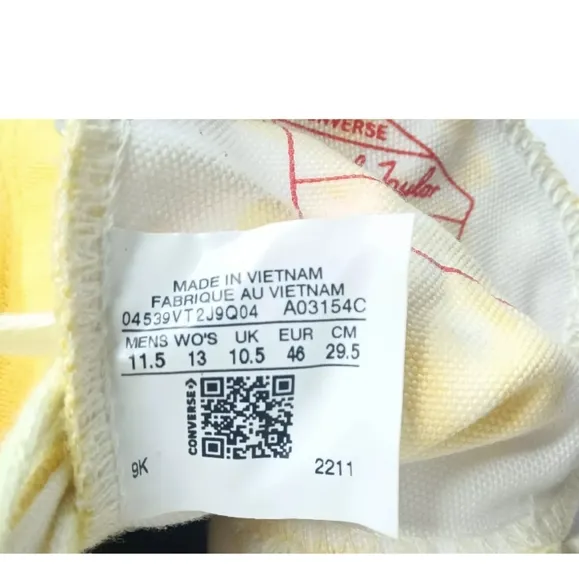 CONVERSE
Taylor
MADE IN VIETNAM
FABRIQUE AU VIETNAM
04539VT2J9Q04 A03154C
MENS WO'S UK EUR CM
11.5 13 10.5 46 29.5
CONVERSE
9K 2211